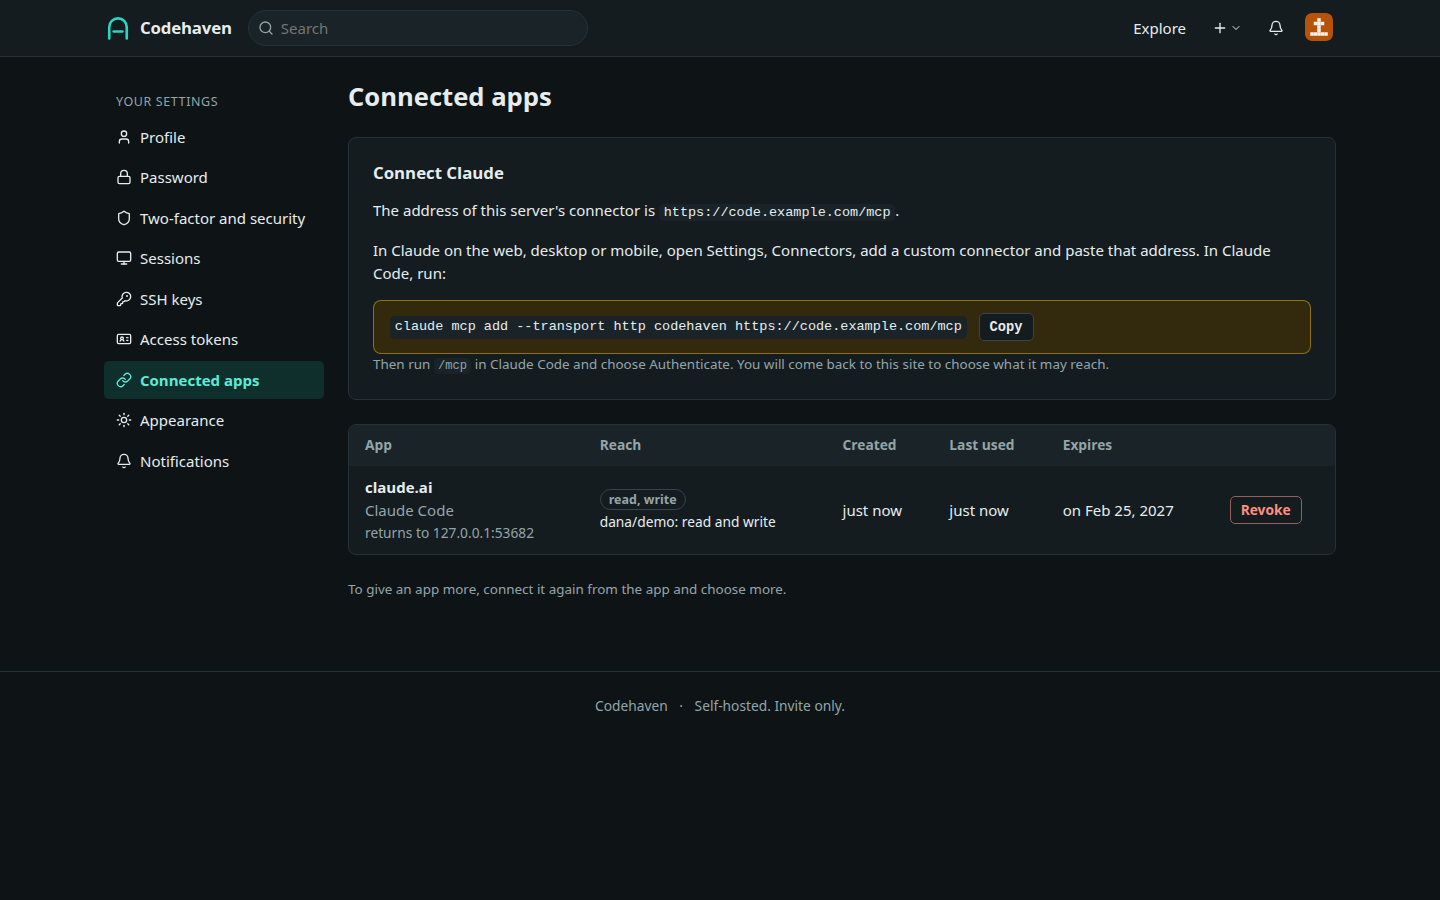 Codehaven
Search
Explore
YOUR SETTINGS
Profile
Password
Two-factor and security
Sessions
SSH keys
Access tokens
Connected apps
Appearance
Notifications
Connected apps
Connect Claude
The address of this server's connector is https://code.example.com/mcp.
In Claude on the web, desktop or mobile, open Settings, Connectors, add a custom connector and paste that address. In Claude
Code, run:
claude mcp add --transport http codehaven https://code.example.com/mcp Copy
Then run /mcp in Claude Code and choose Authenticate. You will come back to this site to choose what it may reach.
App Reach Created Last used Expires
claude.ai
Claude Code
returns to 127.0.0.1:53682
read, write
dana/demo: read and write
just now
just now
on Feb 25, 2027
Revoke
To give an app more, connect it again from the app and choose more.
Codehaven · Self-hosted. Invite only.